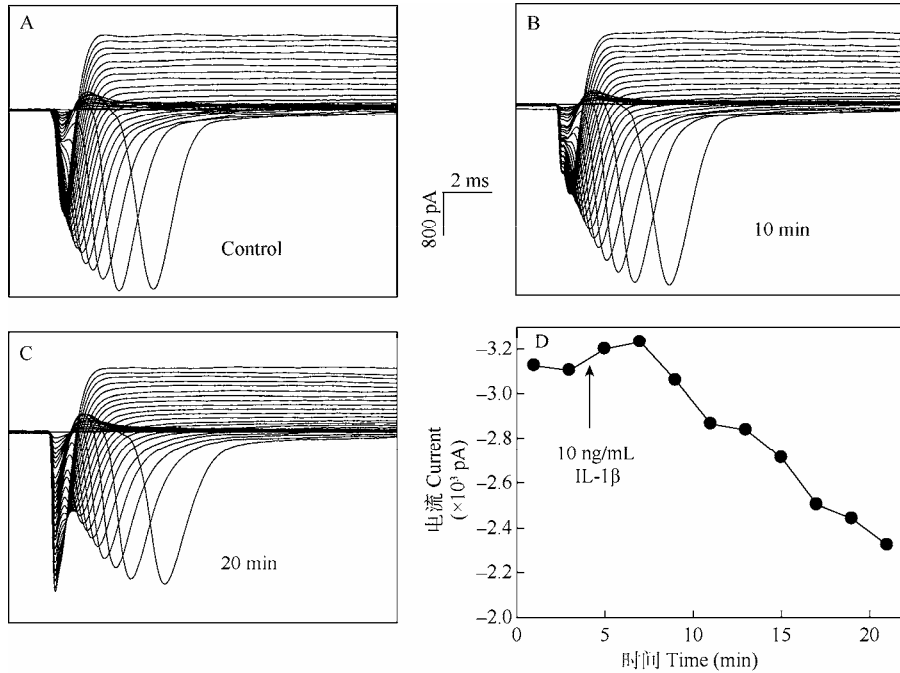 A
Control
B
10 min
2 ms
800 pA
C
20 min
D
−3.2
−3.0
−2.8
−2.6
−2.4
−2.2
−2.0
电流 Current
(×10³ pA)
10 ng/mL
IL-1β
0
5
10
15
20
时间 Time (min)